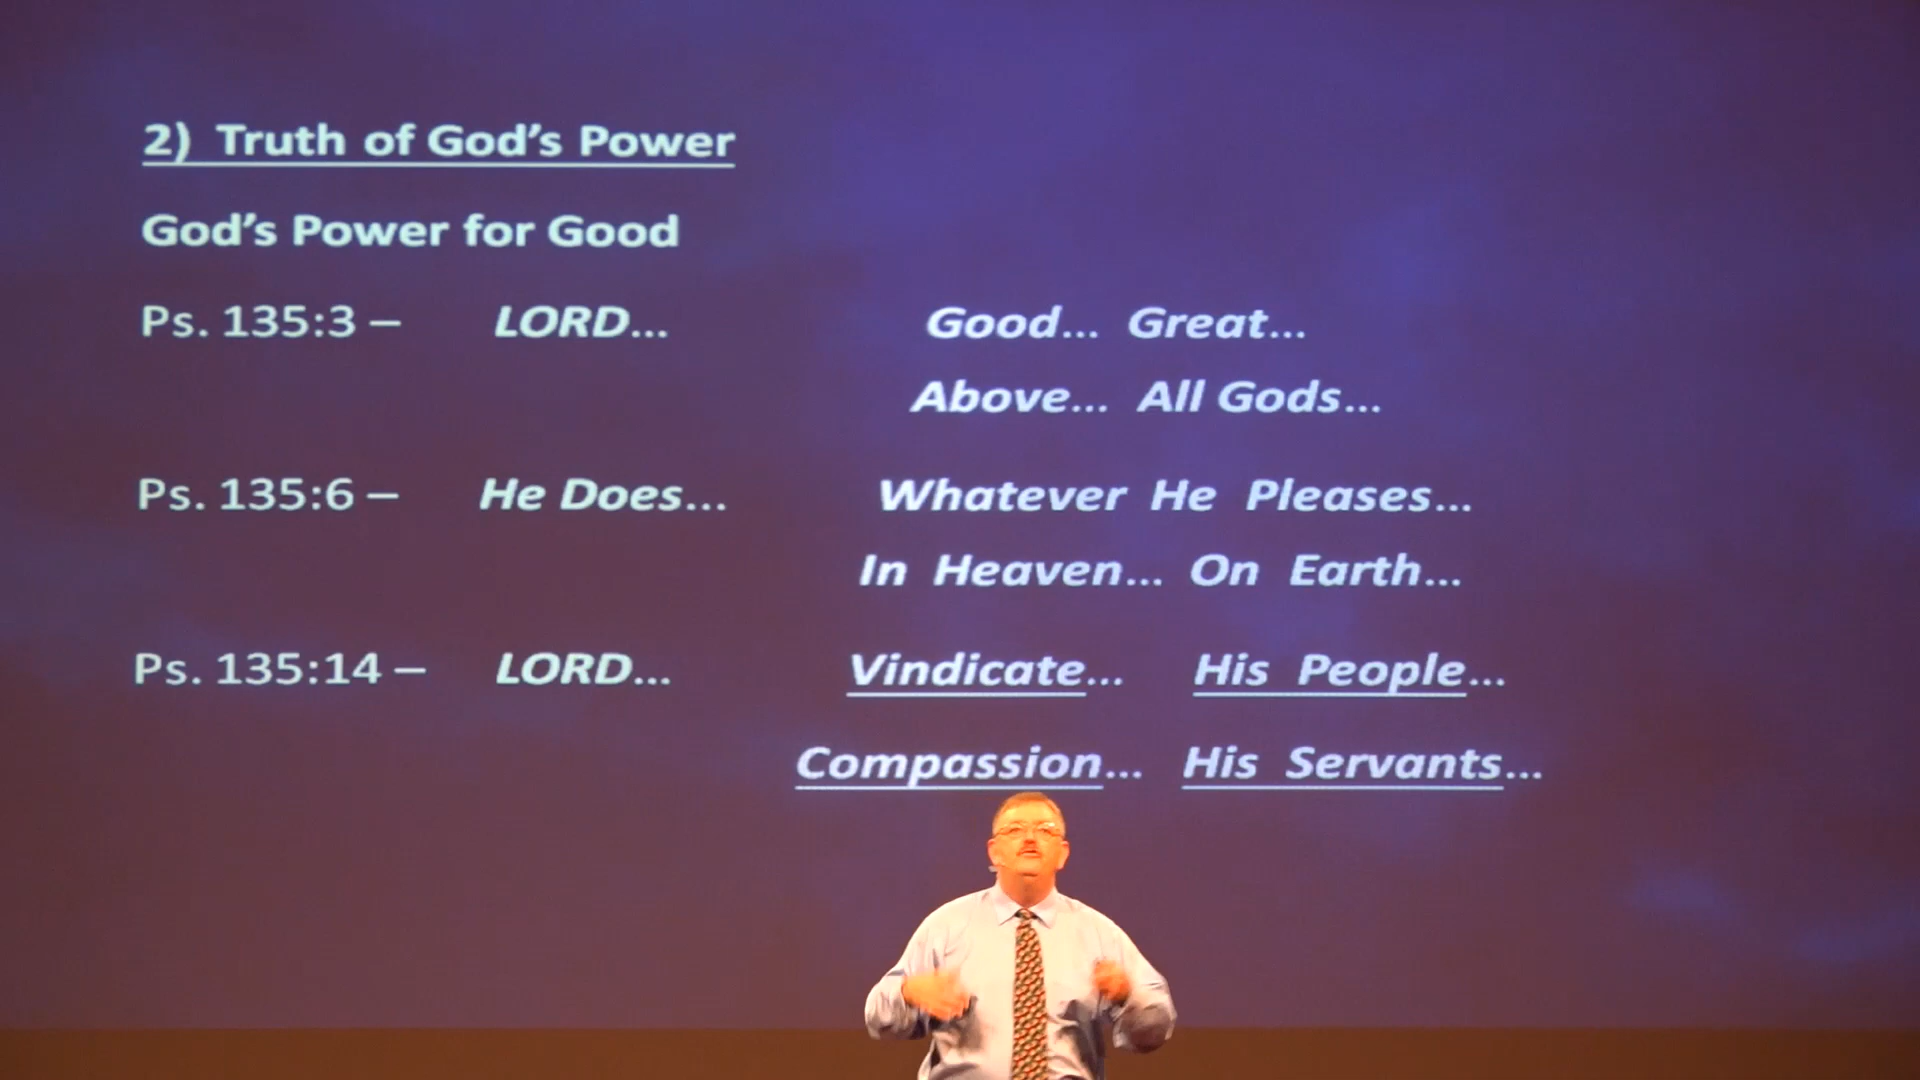 2) Truth of God's Power
God's Power for Good
Ps. 135:3 – LORD... Good... Great...
Above... All Gods...
Ps. 135:6 – He Does... Whatever He Pleases...
In Heaven... On Earth...
Ps. 135:14 – LORD... Vindicate... His People...
Compassion... His Servants...